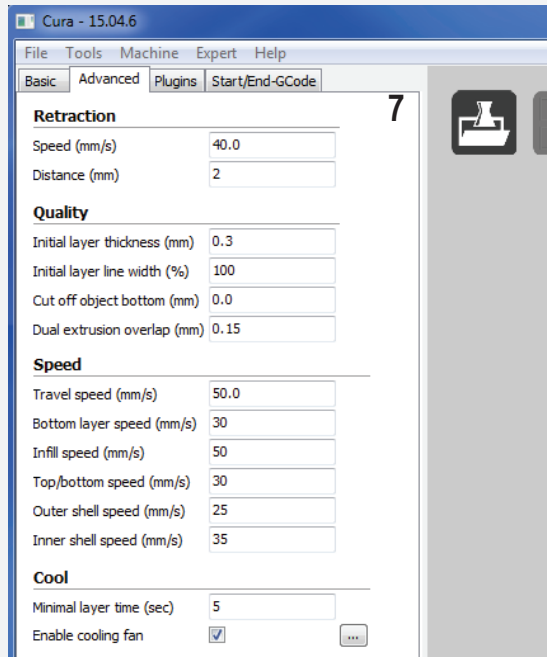 Cura - 15.04.6
File Tools Machine Expert Help
Basic Advanced Plugins Start/End-GCode
7
Retraction
Speed (mm/s) 40.0
Distance (mm) 2
Quality
Initial layer thickness (mm) 0.3
Initial layer line width (%) 100
Cut off object bottom (mm) 0.0
Dual extrusion overlap (mm) 0.15
Speed
Travel speed (mm/s) 50.0
Bottom layer speed (mm/s) 30
Infill speed (mm/s) 50
Top/bottom speed (mm/s) 30
Outer shell speed (mm/s) 25
Inner shell speed (mm/s) 35
Cool
Minimal layer time (sec) 5
Enable cooling fan ...